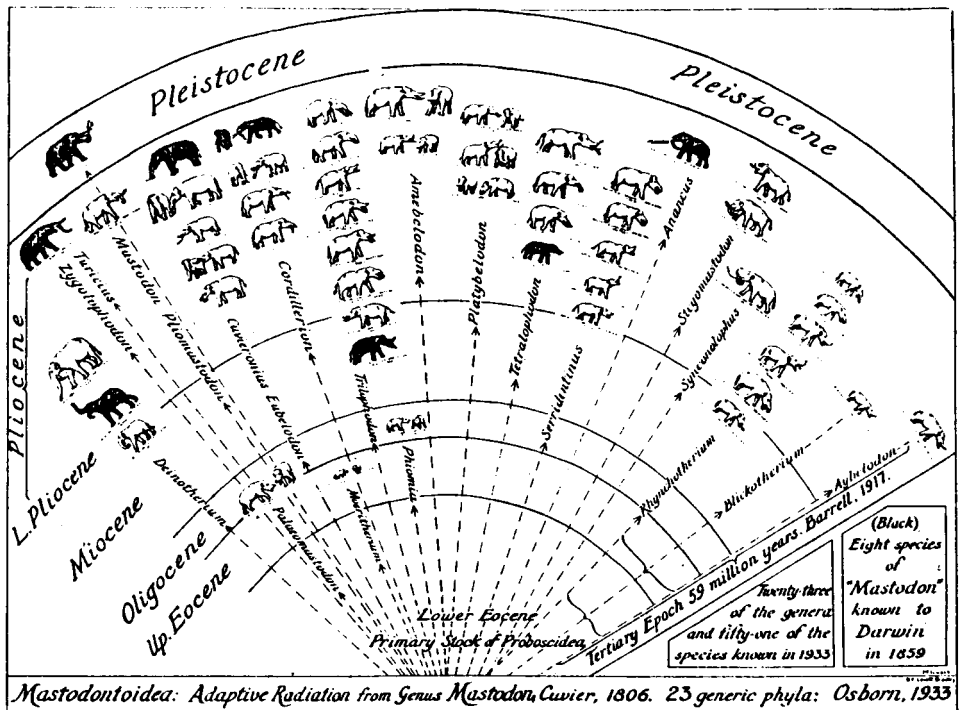 Pleistocene
Pleistocene
Pliocene
L. Pliocene
Miocene
Oligocene
Up. Eocene
Turicius
Zygolophodon
Mastodon
Pliomastodon
Cordillerion
Amebelodon
Platybelodon
Tetralophodon
Serridentinus
Anancus
Stegomastodon
Synconolophus
Rhynchotherium
Blickotherium
Aybelodon
Cuvieronius Eubelodon
Trilophodon
Phiomia
Moeritherium
Palæomastodon
Deinotherium
Lower Eocene
Primary Stock of Proboscidea
Tertiary Epoch 59 million years. Barrell, 1917.
Twenty-three
of the genera
and fifty-one of the
species known in 1933
(Black)
Eight species
of
"Mastodon"
known to
Darwin
in 1859
Mastodontoidea: Adaptive Radiation from Genus Mastodon, Cuvier, 1806. 23 generic phyla: Osborn, 1933